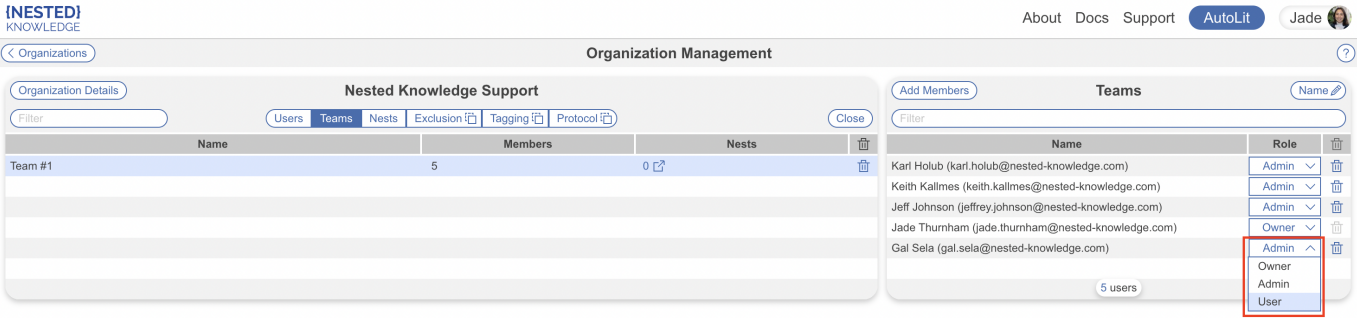 {NESTED}
KNOWLEDGE
About Docs Support AutoLit Jade
Organizations
Organization Management
?
Organization Details
Nested Knowledge Support
Filter
Users Teams Nests Exclusion Tagging Protocol
Close
Name Members Nests
Team #1 5 0
Add Members
Teams
Name
Filter
Name Role
Karl Holub (karl.holub@nested-knowledge.com) Admin
Keith Kallmes (keith.kallmes@nested-knowledge.com) Admin
Jeff Johnson (jeffrey.johnson@nested-knowledge.com) Admin
Jade Thurnham (jade.thurnham@nested-knowledge.com) Owner
Gal Sela (gal.sela@nested-knowledge.com) Admin
Owner
Admin
User
5 users